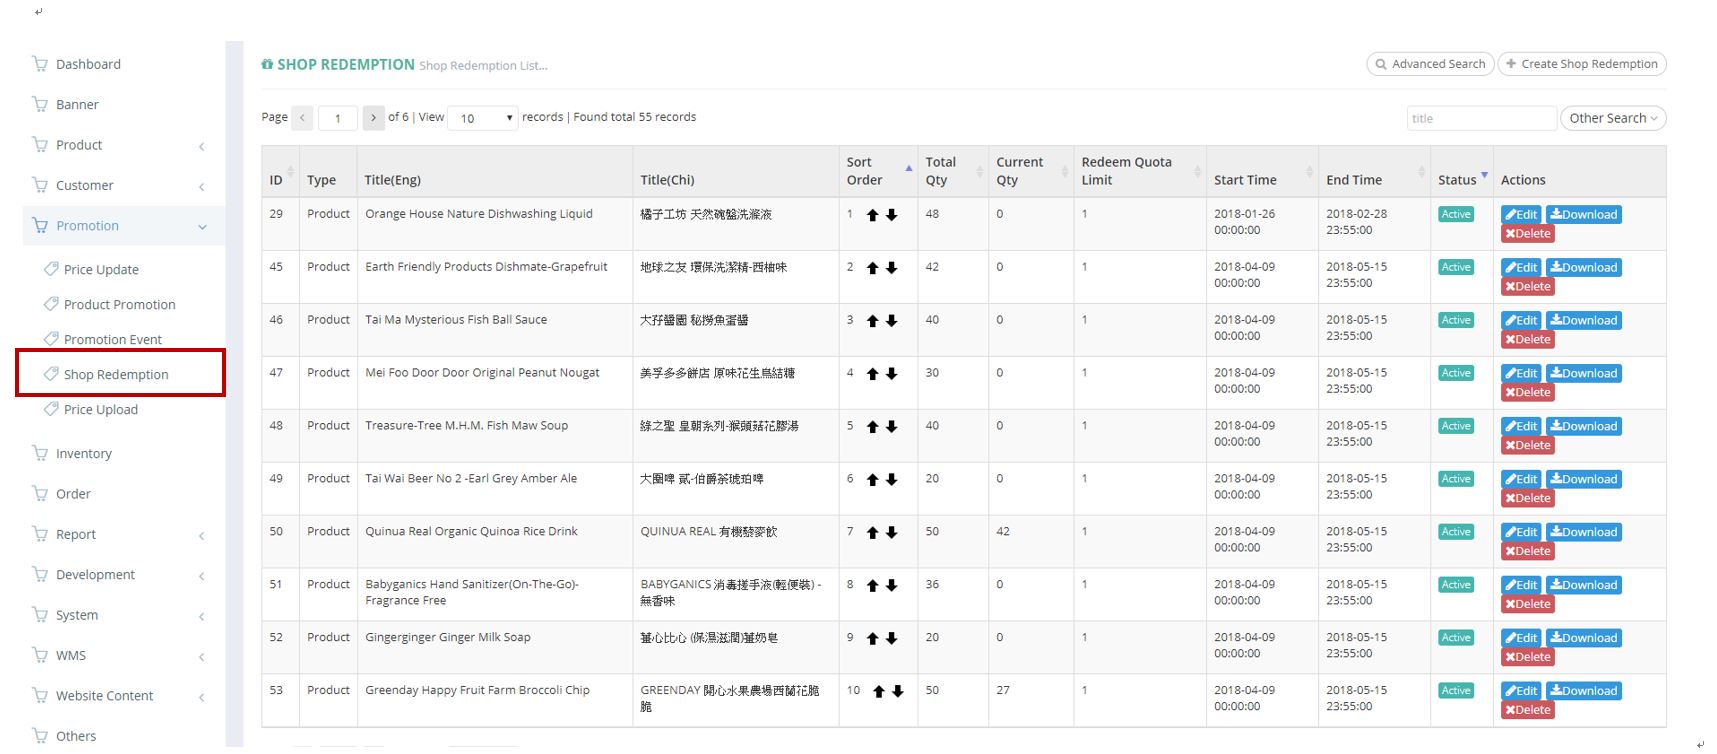 Dashboard
Banner
Product
Customer
Promotion
Price Update
Product Promotion
Promotion Event
Shop Redemption
Price Upload
Inventory
Order
Report
Development
System
WMS
Website Content
Others
SHOP REDEMPTION Shop Redemption List...
Advanced Search
Create Shop Redemption
Page 1 of 6 | View 10 records | Found total 55 records
title
Other Search
ID Type Title(Eng) Title(Chi) Sort Order Total Qty Current Qty Redeem Quota Limit Start Time End Time Status Actions
29 Product Orange House Nature Dishwashing Liquid 橘子工坊 天然碗盤洗滌液 1 48 0 1 2018-01-26 2018-02-28 Active Edit Download
00:00:00 23:55:00 Delete
45 Product Earth Friendly Products Dishmate-Grapefruit 地球之友 環保洗潔精-西柚味 2 42 0 1 2018-04-09 2018-05-15 Active Edit Download
00:00:00 23:55:00 Delete
46 Product Tai Ma Mysterious Fish Ball Sauce 大孖醬園 秘撈魚蛋醬 3 40 0 1 2018-04-09 2018-05-15 Active Edit Download
00:00:00 23:55:00 Delete
47 Product Mei Foo Door Door Original Peanut Nougat 美孚多多餅店 原味花生鳥結糖 4 30 0 1 2018-04-09 2018-05-15 Active Edit Download
00:00:00 23:55:00 Delete
48 Product Treasure-Tree M.H.M. Fish Maw Soup 綠之聖 皇朝系列-猴頭菇花膠湯 5 40 0 1 2018-04-09 2018-05-15 Active Edit Download
00:00:00 23:55:00 Delete
49 Product Tai Wai Beer No 2 -Earl Grey Amber Ale 大圍啤 貳-伯爵茶琥珀啤 6 20 0 1 2018-04-09 2018-05-15 Active Edit Download
00:00:00 23:55:00 Delete
50 Product Quinua Real Organic Quinoa Rice Drink QUINUA REAL 有機藜麥飲 7 50 42 1 2018-04-09 2018-05-15 Active Edit Download
00:00:00 23:55:00 Delete
51 Product Babyganics Hand Sanitizer(On-The-Go)- BABYGANICS 消毒搓手液(輕便裝) - 8 36 0 1 2018-04-09 2018-05-15 Active Edit Download
Fragrance Free 無香味 00:00:00 23:55:00 Delete
52 Product Gingerginger Ginger Milk Soap 薑心比心 (保濕滋潤)薑奶皂 9 20 0 1 2018-04-09 2018-05-15 Active Edit Download
00:00:00 23:55:00 Delete
53 Product Greenday Happy Fruit Farm Broccoli Chip GREENDAY 開心水果農場西蘭花脆 10 50 27 1 2018-04-09 2018-05-15 Active Edit Download
脆 00:00:00 23:55:00 Delete